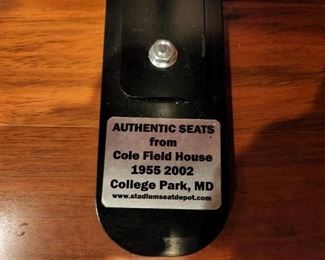 AUTHENTIC SEATS
from
Cole Field House
1955 2002
College Park, MD
www.stadiumseatdepot.com